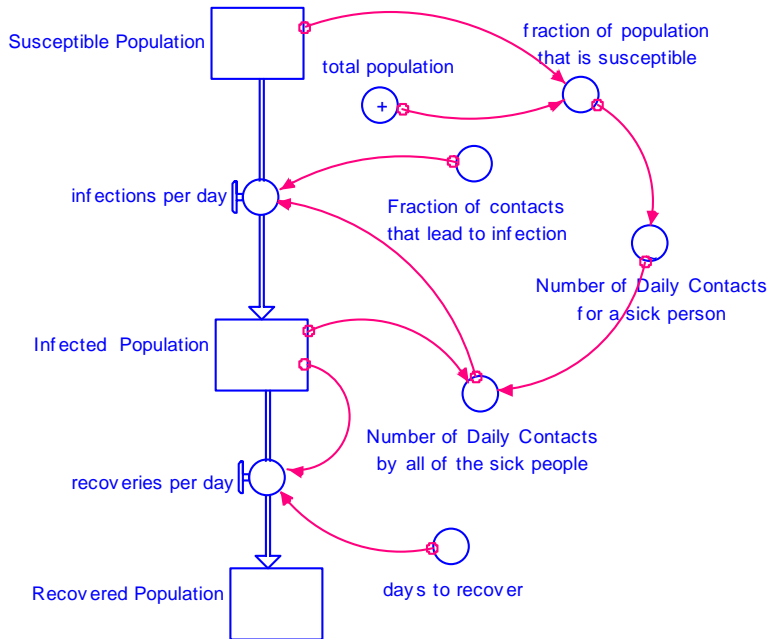 Susceptible Population
fraction of population
that is susceptible
total population
+
infections per day
Fraction of contacts
that lead to infection
Number of Daily Contacts
for a sick person
Infected Population
Number of Daily Contacts
by all of the sick people
recoveries per day
days to recover
Recovered Population